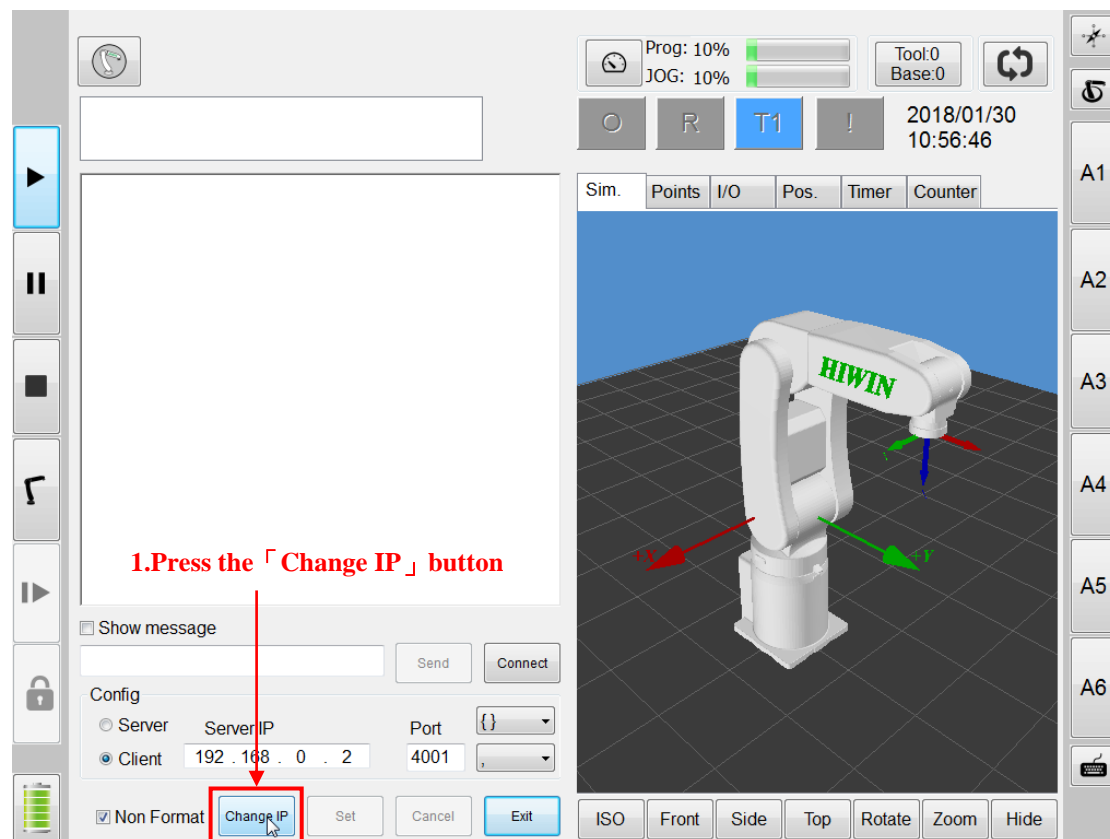 Prog: 10%
JOG: 10%
Tool:0
Base:0
O
R
T1
!
2018/01/30
10:56:46
Sim.
Points
I/O
Pos.
Timer
Counter
HIWIN
+X
+Y
A1
A2
A3
A4
A5
A6
1.Press the「Change IP」button
Show message
Send
Connect
Config
Server
Server IP
Port
{ }
Client
192 . 168 . 0 . 2
4001
,
Non Format
Change IP
Set
Cancel
Exit
ISO
Front
Side
Top
Rotate
Zoom
Hide